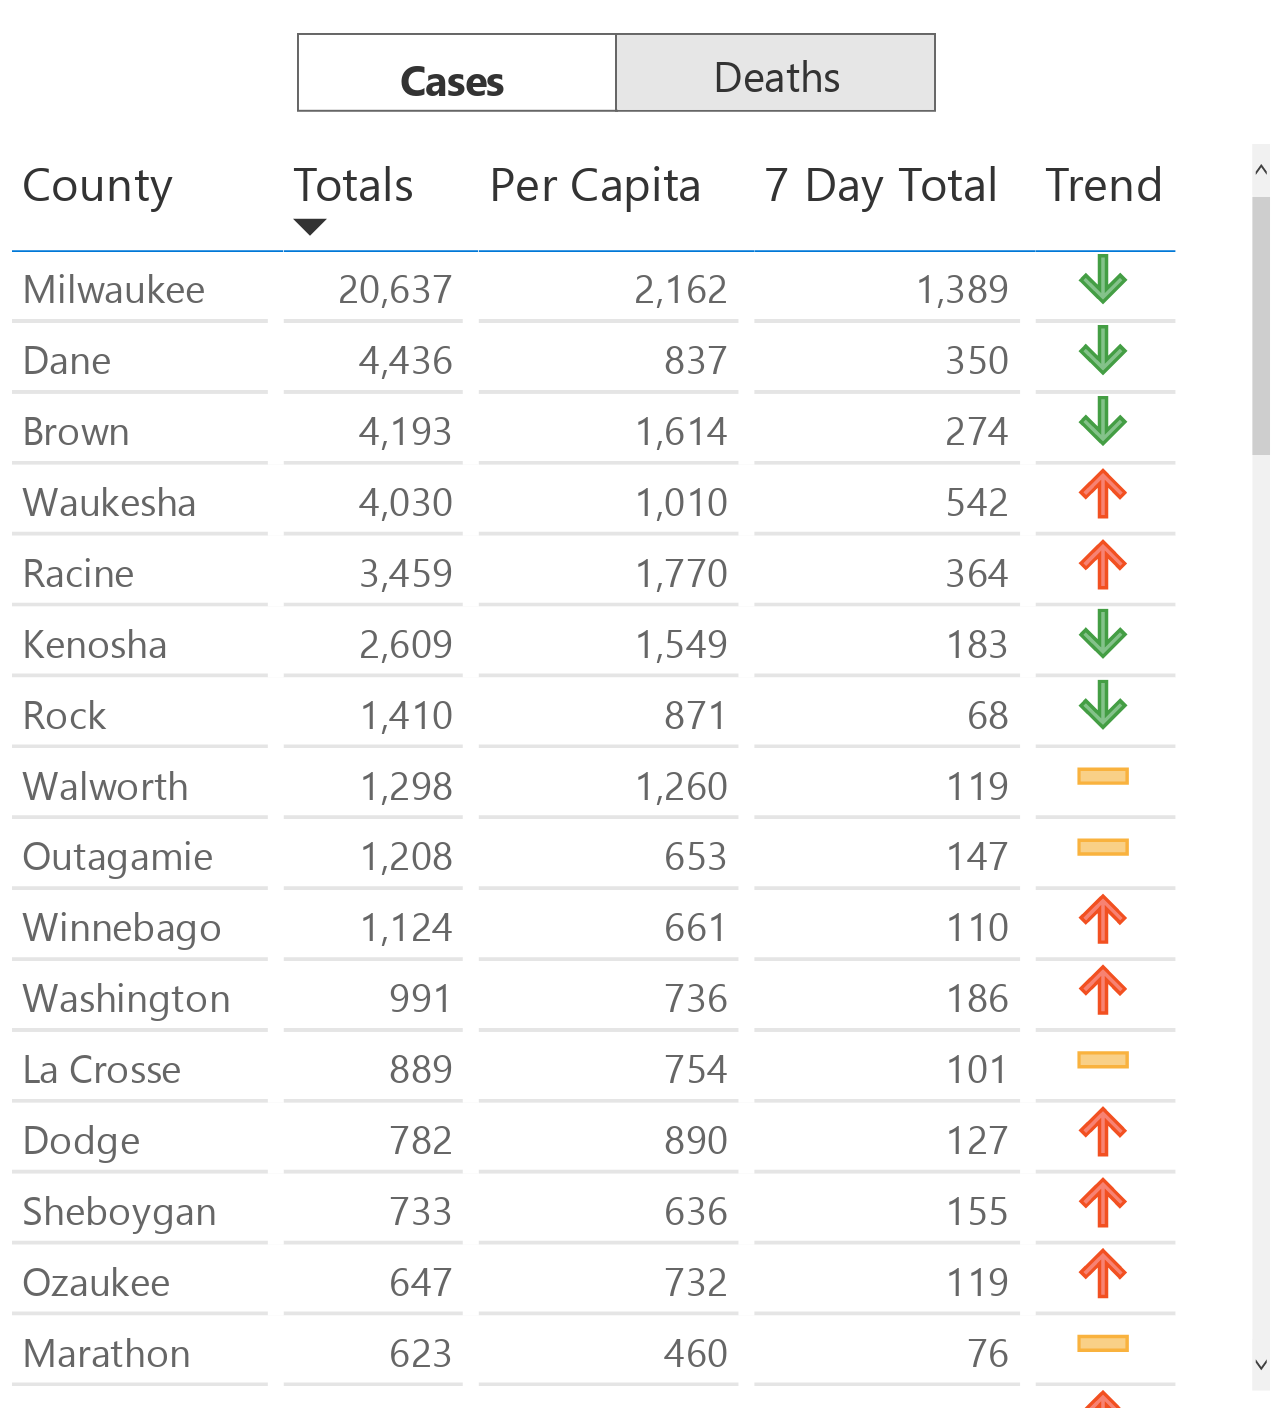 Cases Deaths
County Totals Per Capita 7 Day Total Trend
Milwaukee 20,637 2,162 1,389
Dane 4,436 837 350
Brown 4,193 1,614 274
Waukesha 4,030 1,010 542
Racine 3,459 1,770 364
Kenosha 2,609 1,549 183
Rock 1,410 871 68
Walworth 1,298 1,260 119
Outagamie 1,208 653 147
Winnebago 1,124 661 110
Washington 991 736 186
La Crosse 889 754 101
Dodge 782 890 127
Sheboygan 733 636 155
Ozaukee 647 732 119
Marathon 623 460 76